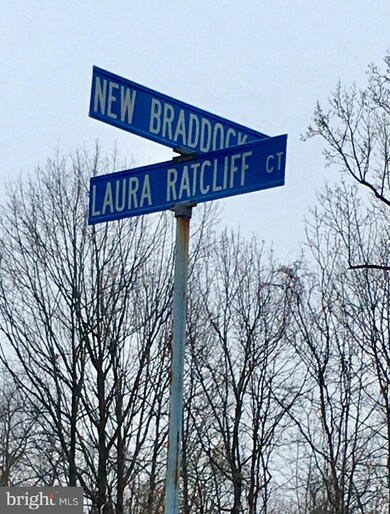 NEW BRADDOCK
LAURA RATCLIFF CT
bright MLS